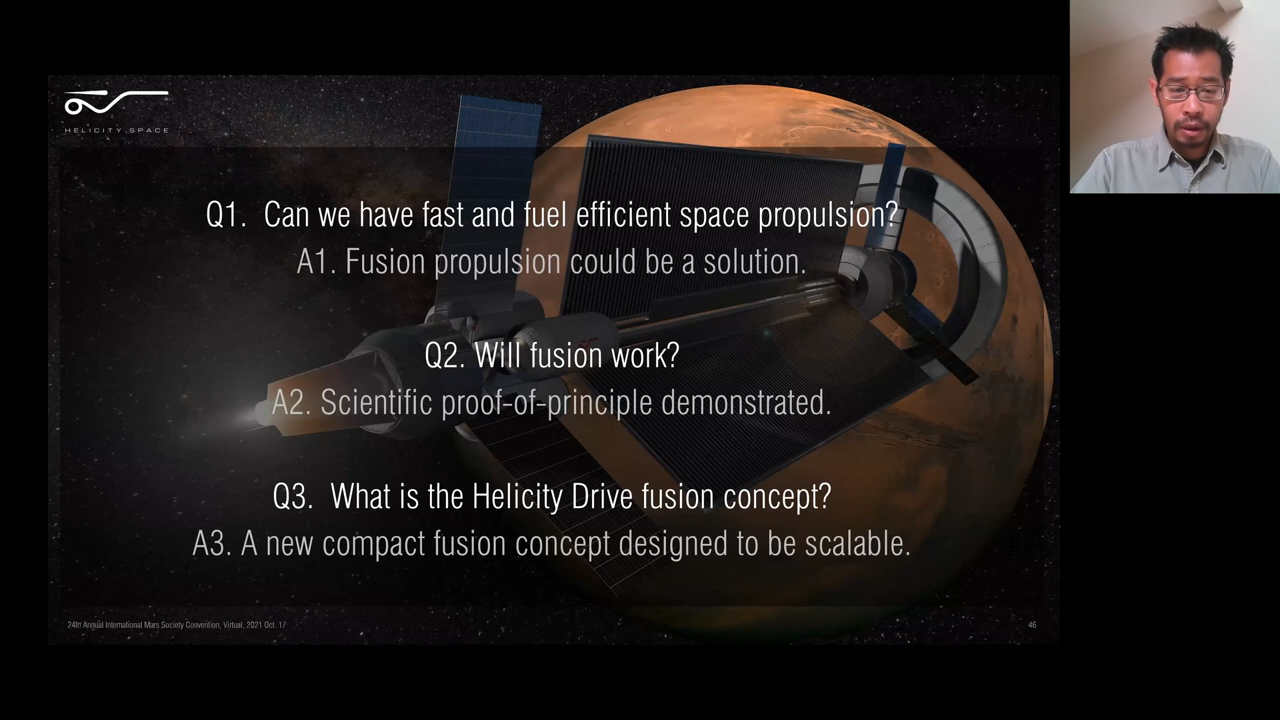 HELICITY SPACE
Q1. Can we have fast and fuel efficient space propulsion?
A1. Fusion propulsion could be a solution.
Q2. Will fusion work?
A2. Scientific proof-of-principle demonstrated.
Q3. What is the Helicity Drive fusion concept?
A3. A new compact fusion concept designed to be scalable.
24th Annual International Mars Society Convention, Virtual, 2021 Oct. 17
46